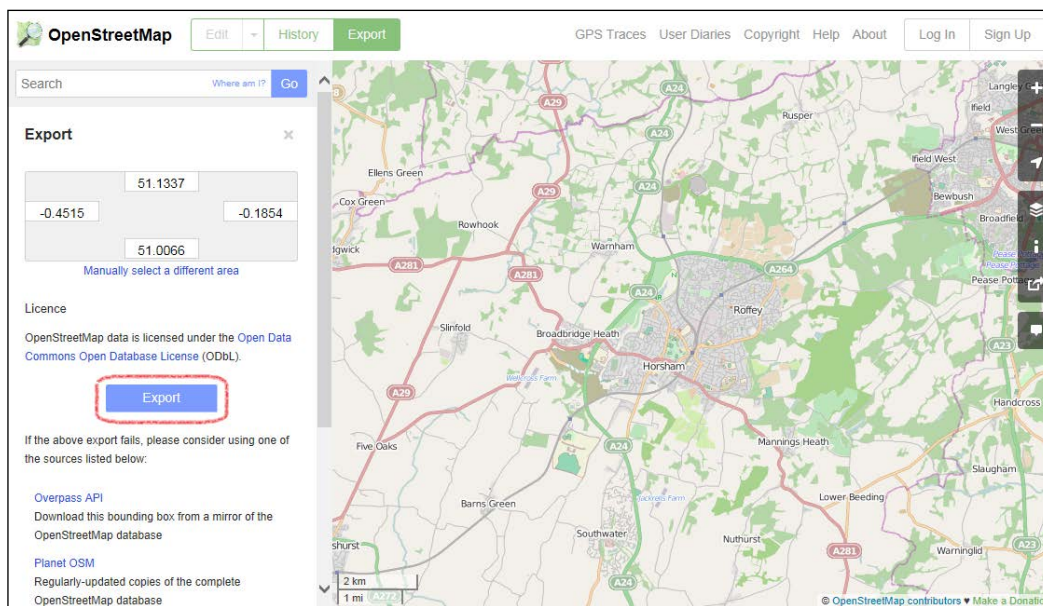 OpenStreetMap
Edit
History
Export
GPS Traces User Diaries Copyright Help About
Log In
Sign Up
Search
Where am I?
Go
Export
51.1337
-0.4515
-0.1854
51.0066
Manually select a different area
Licence
OpenStreetMap data is licensed under the Open Data
Commons Open Database License (ODbL).
Export
If the above export fails, please consider using one of
the sources listed below:
Overpass API
Download this bounding box from a mirror of the
OpenStreetMap database
Planet OSM
Regularly-updated copies of the complete
OpenStreetMap database
A24
Langley
A29
Rusper
Ifield
A24
West Green
Ifield West
Ellens Green
A24
A29
Bewbush
Cox Green
Broadfield
Rowhook
Warnham
A281
A281
A264
Pease Pottage
A24
Roffey
Slinfold
Broadbridge Heath
A23
Horsham
A29
Handcross
Five Oaks
A24
Mannings Heath
Slaugham
Barns Green
Lower Beeding
Southwater
Nuthurst
A281
Warninglid
A23
shurst
A24
A272
2 km
1 mi
© OpenStreetMap contributors ♥ Make a Donatio